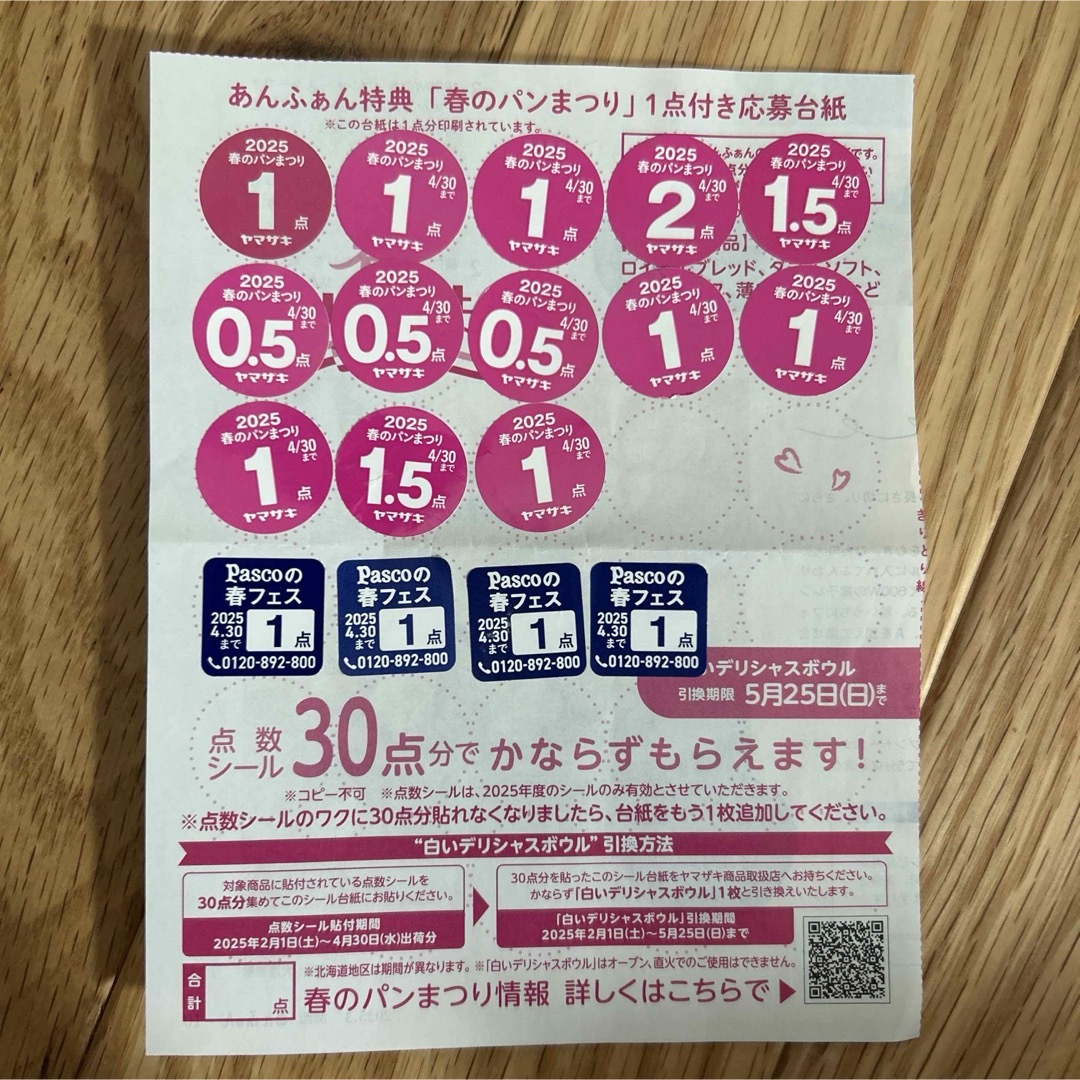 あんふぁん特典「春のパンまつり」1点付き応募台紙
※この台紙は1点分印刷されています。
2025
春のパンまつり
1点
ヤマザキ
2025
春のパンまつり
4/30まで
1点
ヤマザキ
2025
春のパンまつり
4/30まで
1点
ヤマザキ
2025
春のパンまつり
4/30まで
2点
ヤマザキ
2025
春のパンまつり
4/30まで
1.5点
ヤマザキ
2025
春のパンまつり
4/30まで
0.5点
ヤマザキ
2025
春のパンまつり
4/30まで
0.5点
ヤマザキ
2025
春のパンまつり
4/30まで
0.5点
ヤマザキ
2025
春のパンまつり
4/30まで
1点
ヤマザキ
2025
春のパンまつり
4/30まで
1点
ヤマザキ
2025
春のパンまつり
4/30まで
1点
ヤマザキ
2025
春のパンまつり
4/30まで
1.5点
ヤマザキ
2025
春のパンまつり
4/30まで
1点
ヤマザキ
Pascoの
春フェス
2025
4.30
まで
1点
0120-892-800
Pascoの
春フェス
2025
4.30
まで
1点
0120-892-800
Pascoの
春フェス
2025
4.30
まで
1点
0120-892-800
Pascoの
春フェス
2025
4.30
まで
1点
0120-892-800
いデリシャスボウル
引換期限 5月25日(日)まで
点数シール30点分でかならずもらえます!
※コピー不可 ※点数シールは、2025年度のシールのみ有効とさせていただきます。
※点数シールのワクに30点分貼れなくなりましたら、台紙をもう1枚追加してください。
“白いデリシャスボウル”引換方法
対象商品に貼付されている点数シールを
30点分集めてこのシール台紙にお貼りください。
点数シール貼付期間
2025年2月1日(土)～4月30日(水)出荷分
30点分を貼ったこのシール台紙をヤマザキ商品取扱店へお持ちください。
かならず「白いデリシャスボウル」1枚と引き換えいたします。
「白いデリシャスボウル」引換期間
2025年2月1日(土)～5月25日(日)まで
合計 点
※北海道地区は期間が異なります。※「白いデリシャスボウル」はオーブン、直火でのご使用はできません。
春のパンまつり情報 詳しくはこちらで▶